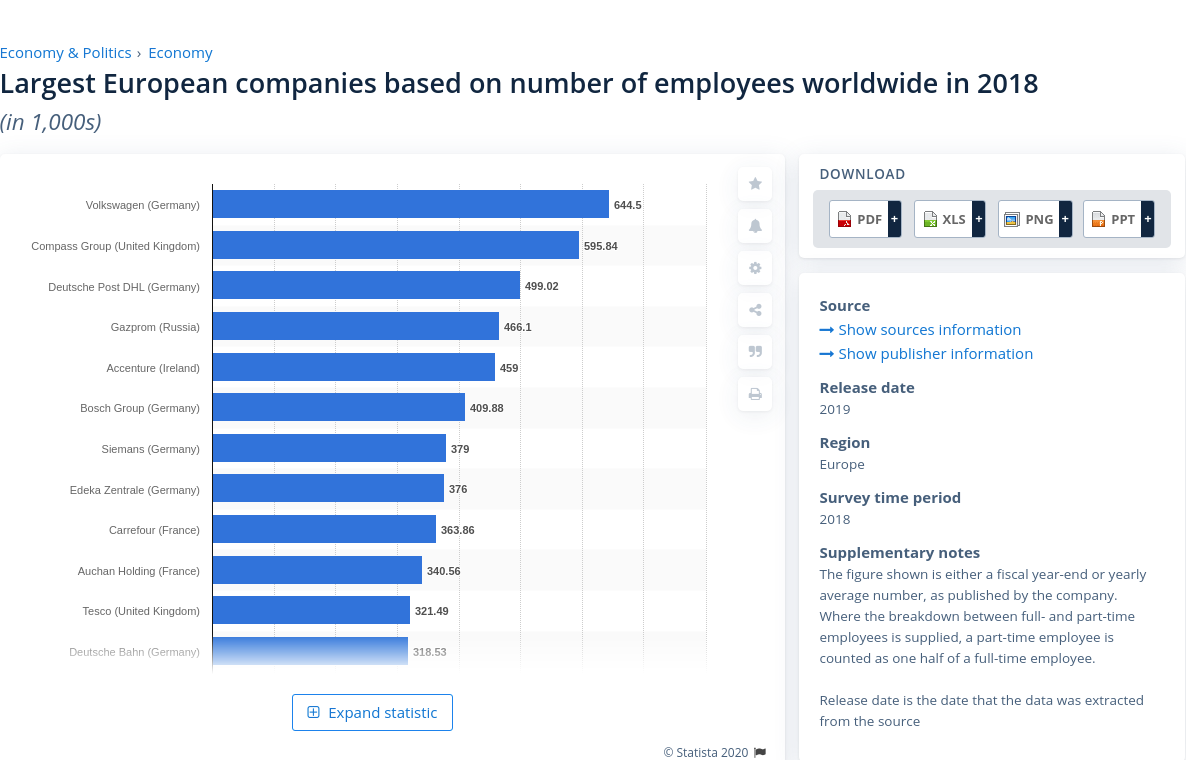 Economy & Politics › Economy
Largest European companies based on number of employees worldwide in 2018
(in 1,000s)
Volkswagen (Germany) 644.5
Compass Group (United Kingdom) 595.84
Deutsche Post DHL (Germany) 499.02
Gazprom (Russia) 466.1
Accenture (Ireland) 459
Bosch Group (Germany) 409.88
Siemans (Germany) 379
Edeka Zentrale (Germany) 376
Carrefour (France) 363.86
Auchan Holding (France) 340.56
Tesco (United Kingdom) 321.49
Deutsche Bahn (Germany) 318.53
Expand statistic
© Statista 2020
DOWNLOAD
PDF + XLS + PNG + PPT +
Source
Show sources information
Show publisher information
Release date
2019
Region
Europe
Survey time period
2018
Supplementary notes
The figure shown is either a fiscal year-end or yearly
average number, as published by the company.
Where the breakdown between full- and part-time
employees is supplied, a part-time employee is
counted as one half of a full-time employee.
Release date is the date that the data was extracted
from the source